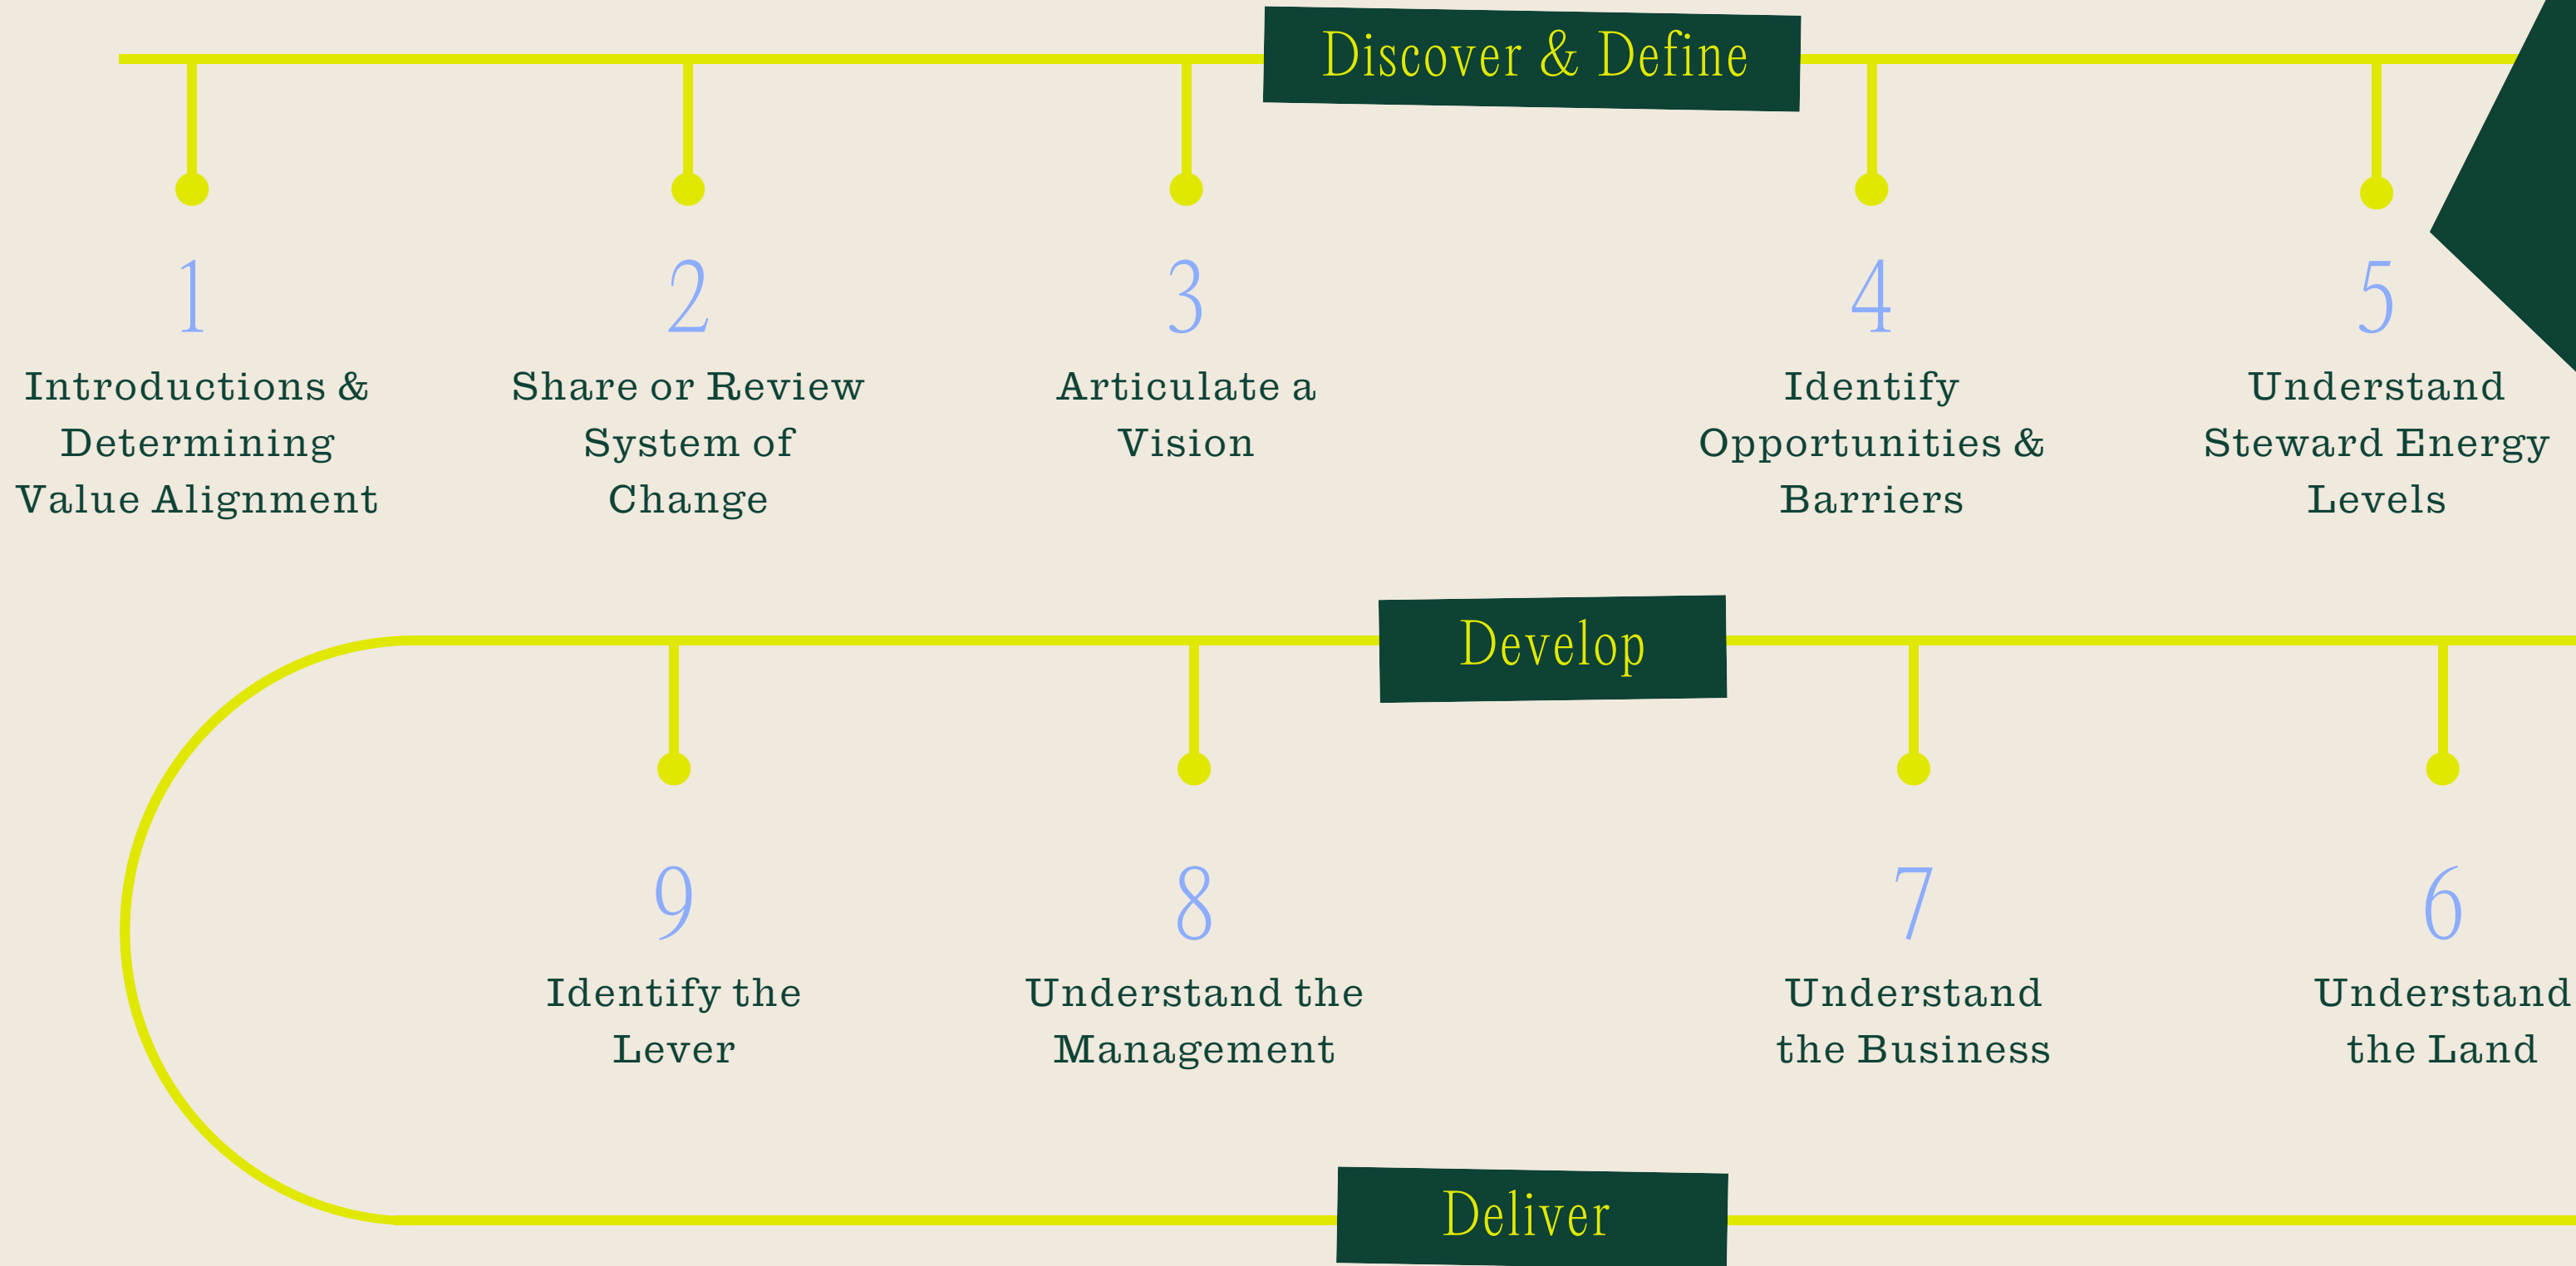 Discover & Define
1
Introductions &
Determining
Value Alignment
2
Share or Review
System of
Change
3
Articulate a
Vision
4
Identify
Opportunities &
Barriers
5
Understand
Steward Energy
Levels
Develop
9
Identify the
Lever
8
Understand the
Management
7
Understand
the Business
6
Understand
the Land
Deliver